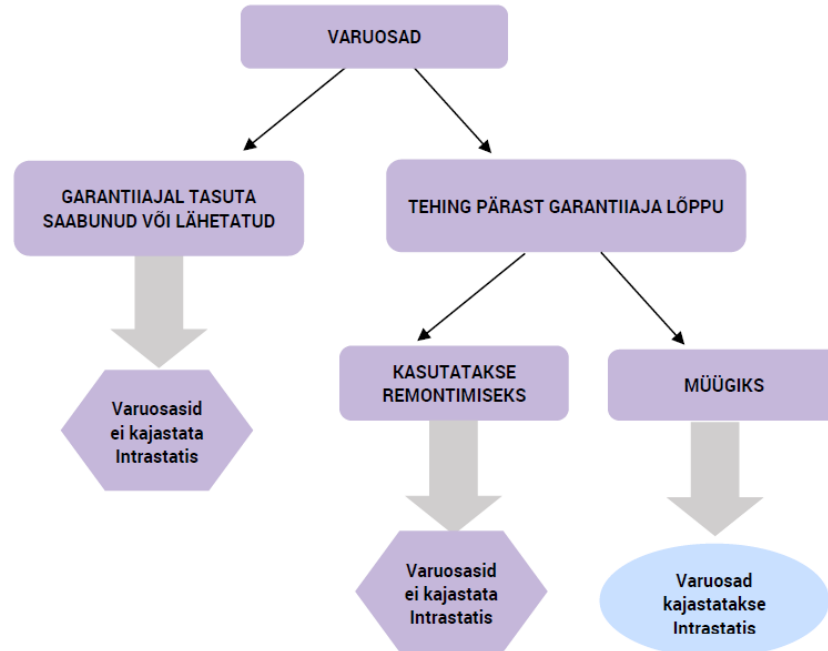 VARUOSAD
GARANTIIAJAL TASUTA
SAABUNUD VÕI LÄHETATUD
TEHING PÄRAST GARANTIIAJA LÕPPU
KASUTATAKSE
REMONTIMISEKS
MÜÜGIKS
Varuosasid
ei kajastata
Intrastatis
Varuosasid
ei kajastata
Intrastatis
Varuosad
kajastatakse
Intrastatis